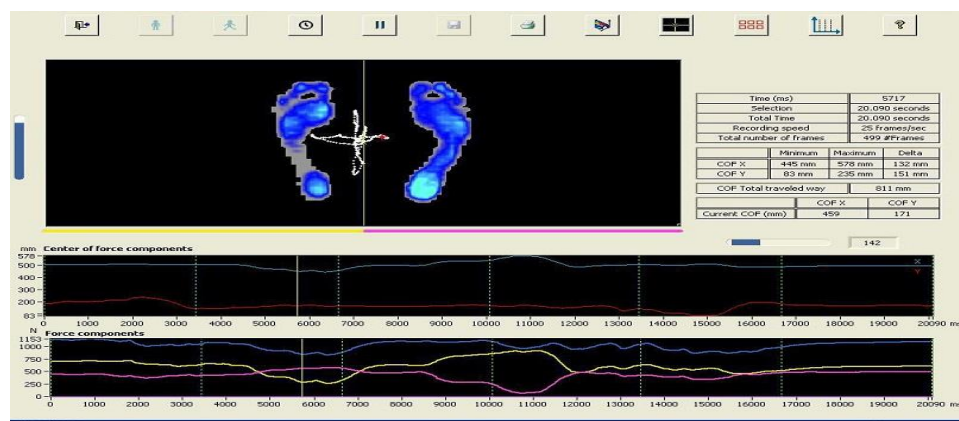 ?
Time (ms) 5717
Selection 20.090 seconds
Total Time 20.090 seconds
Recording speed 25 frames/sec
Total number of frames 499 #Frames
Minimum Maximum Delta
COF X 445 mm 578 mm 132 mm
COF Y 83 mm 235 mm 151 mm
COF Total traveled way 811 mm
COF X COF Y
Current COF (mm) 459 171
142
mm Center of force components
578
500
400
300
200
83
X
Y
0 1000 2000 3000 4000 5000 6000 7000 8000 9000 10000 11000 12000 13000 14000 15000 16000 17000 18000 19000 20090 ms
N Force components
1153
1000
750
500
250
0
0 1000 2000 3000 4000 5000 6000 7000 8000 9000 10000 11000 12000 13000 14000 15000 16000 17000 18000 19000 20090 ms